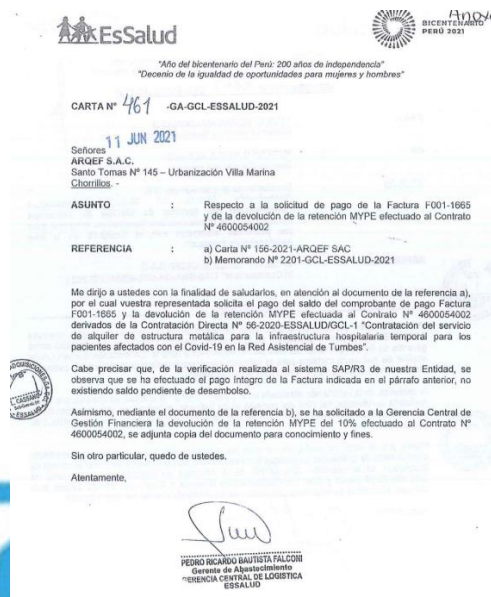 EsSalud
BICENTENARIO
PERÚ 2021
"Año del bicentenario del Perú: 200 años de independencia"
"Decenio de la igualdad de oportunidades para mujeres y hombres"
CARTA N° 461 -GA-GCL-ESSALUD-2021
11 JUN 2021
Señores
ARQEF S.A.C.
Santo Tomas N° 145 – Urbanización Villa Marina
Chorrillos. -
ASUNTO : Respecto a la solicitud de pago de la Factura F001-1665
y de la devolución de la retención MYPE efectuado al Contrato
N° 4600054002
REFERENCIA : a) Carta N° 156-2021-ARQEF SAC
b) Memorando N° 2201-GCL-ESSALUD-2021
Me dirijo a ustedes con la finalidad de saludarlos, en atención al documento de la referencia a),
por el cual vuestra representada solicita el pago del saldo del comprobante de pago Factura
F001-1665 y la devolución de la retención MYPE efectuada al Contrato N° 4600054002
derivados de la Contratación Directa N° 56-2020-ESSALUD/GCL-1 "Contratación del servicio
de alquiler de estructura metálica para la infraestructura hospitalaria temporal para los
pacientes afectados con el Covid-19 en la Red Asistencial de Tumbes".
Cabe precisar que, de la verificación realizada al sistema SAP/R3 de nuestra Entidad, se
observa que se ha efectuado el pago íntegro de la Factura indicada en el párrafo anterior, no
existiendo saldo pendiente de desembolso.
Asimismo, mediante el documento de la referencia b), se ha solicitado a la Gerencia Central de
Gestión Financiera la devolución de la retención MYPE del 10% efectuado al Contrato N°
4600054002, se adjunta copia del documento para conocimiento y fines.
Sin otro particular, quedo de ustedes.
Atentamente,
PEDRO RICARDO BAUTISTA FALCONI
Gerente de Abastecimiento
GERENCIA CENTRAL DE LOGISTICA
ESSALUD